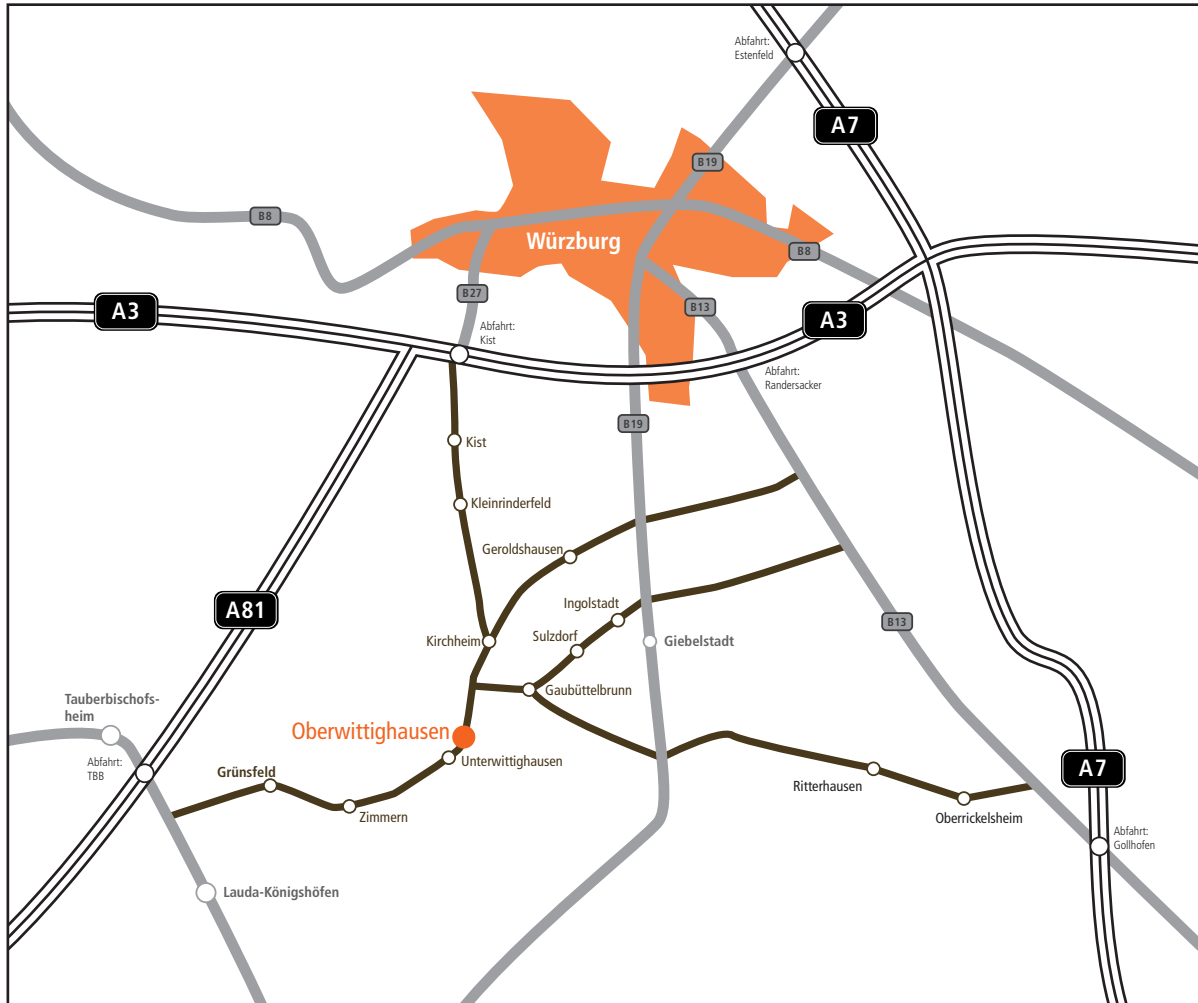 Abfahrt:
Estenfeld
A7
B19
B8
Würzburg
B8
B27
B13
A3
A3
Abfahrt:
Kist
Abfahrt:
Randersacker
B19
Kist
Kleinrinderfeld
Geroldshausen
A81
Ingolstadt
B13
Kirchheim
Sulzdorf
Giebelstadt
Gaubüttelbrunn
Tauberbischofs-
heim
Oberwittighausen
Abfahrt:
TBB
Unterwittighausen
Grünsfeld
A7
Ritterhausen
Zimmern
Oberrickelsheim
Abfahrt:
Gollhofen
Lauda-Königshöfen